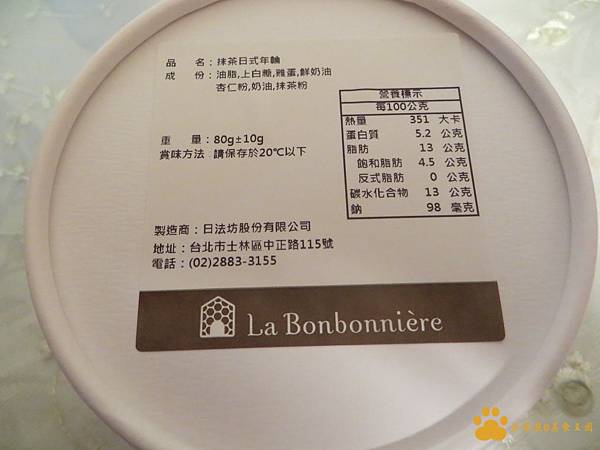 品　名：抹茶日式年輪
成　份：油脂,上白糖,雞蛋,鮮奶油
杏仁粉,奶油,抹茶粉
重　量：80g±10g
賞味方法　請保存於20℃以下
營養標示
每100公克
熱量 351 大卡
蛋白質 5.2 公克
脂肪 13 公克
飽和脂肪 4.5 公克
反式脂肪 0 公克
碳水化合物 13 公克
鈉 98 毫克
製造商：日法坊股份有限公司
地址：台北市士林區中正路115號
電話：(02)2883-3155
La Bonbonnière